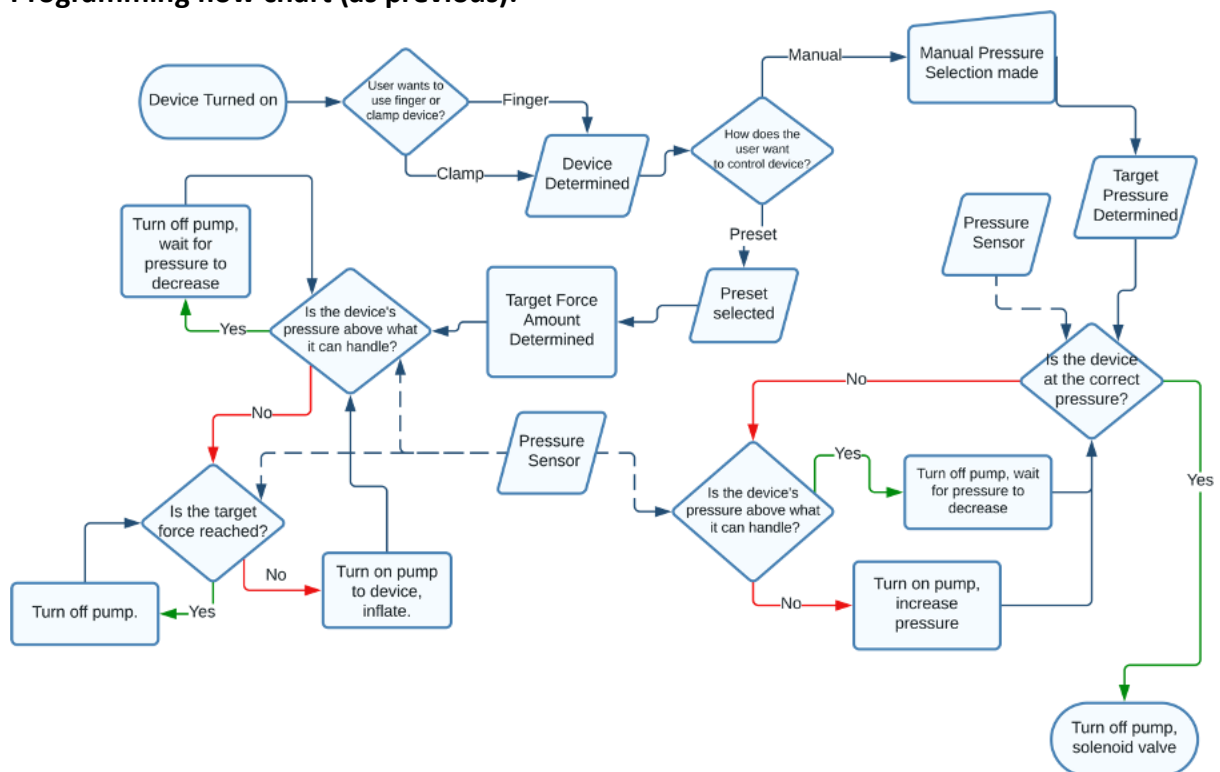 Programming flow chart (as previous):
Device Turned on
User wants to
use finger or
clamp device?
Finger
Clamp
Device
Determined
How does the
user want
to control device?
Manual
Manual Pressure
Selection made
Target
Pressure
Determined
Pressure
Sensor
Preset
Preset
selected
Target Force
Amount
Determined
Turn off pump,
wait for
pressure to
decrease
Yes
Is the device's
pressure above what
it can handle?
No
Is the target
force reached?
No
Turn on pump
to device,
inflate.
Yes
Turn off pump.
Pressure
Sensor
Is the device
at the correct
pressure?
No
Is the device's
pressure above what
it can handle?
Yes
Turn off pump, wait
for pressure to
decrease
No
Turn on pump,
increase
pressure
Yes
Turn off pump,
solenoid valve